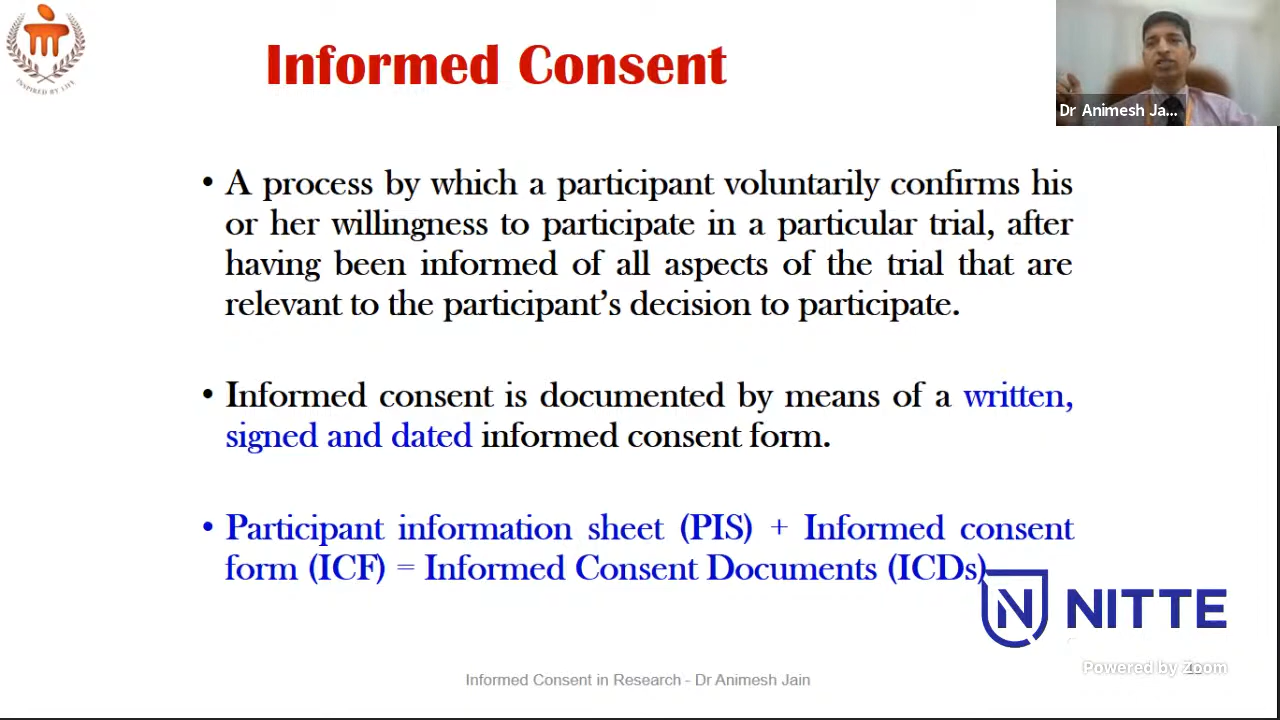 Informed Consent
INSPIRED BY LIFE
Dr Animesh Ja...
• A process by which a participant voluntarily confirms his
or her willingness to participate in a particular trial, after
having been informed of all aspects of the trial that are
relevant to the participant’s decision to participate.
• Informed consent is documented by means of a written,
signed and dated informed consent form.
• Participant information sheet (PIS) + Informed consent
form (ICF) = Informed Consent Documents (ICDs)
NITTE
Powered by Zoom
Informed Consent in Research - Dr Animesh Jain